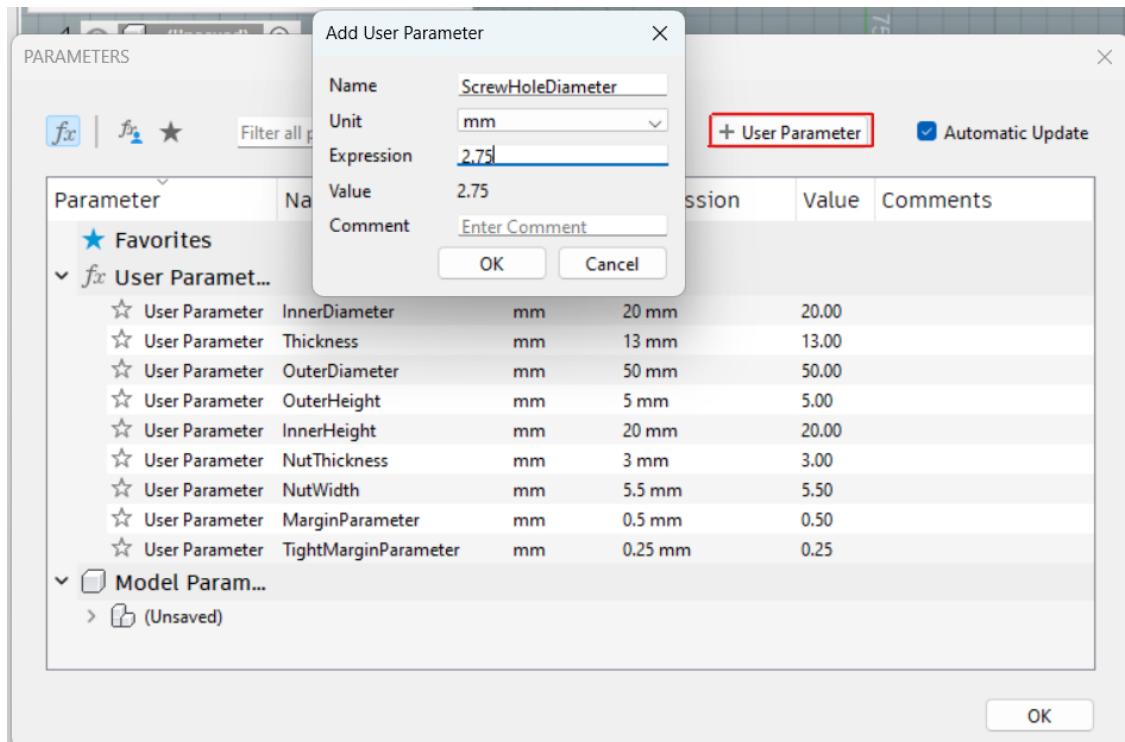 Add User Parameter
PARAMETERS
Name ScrewHoleDiameter
Unit mm
Expression 2.75
Value 2.75
Comment Enter Comment
OK Cancel
fx Filter all + User Parameter Automatic Update
Parameter Na ssion Value Comments
Favorites
fx User Paramet...
User Parameter InnerDiameter mm 20 mm 20.00
User Parameter Thickness mm 13 mm 13.00
User Parameter OuterDiameter mm 50 mm 50.00
User Parameter OuterHeight mm 5 mm 5.00
User Parameter InnerHeight mm 20 mm 20.00
User Parameter NutThickness mm 3 mm 3.00
User Parameter NutWidth mm 5.5 mm 5.50
User Parameter MarginParameter mm 0.5 mm 0.50
User Parameter TightMarginParameter mm 0.25 mm 0.25
Model Param...
(Unsaved)
OK
75